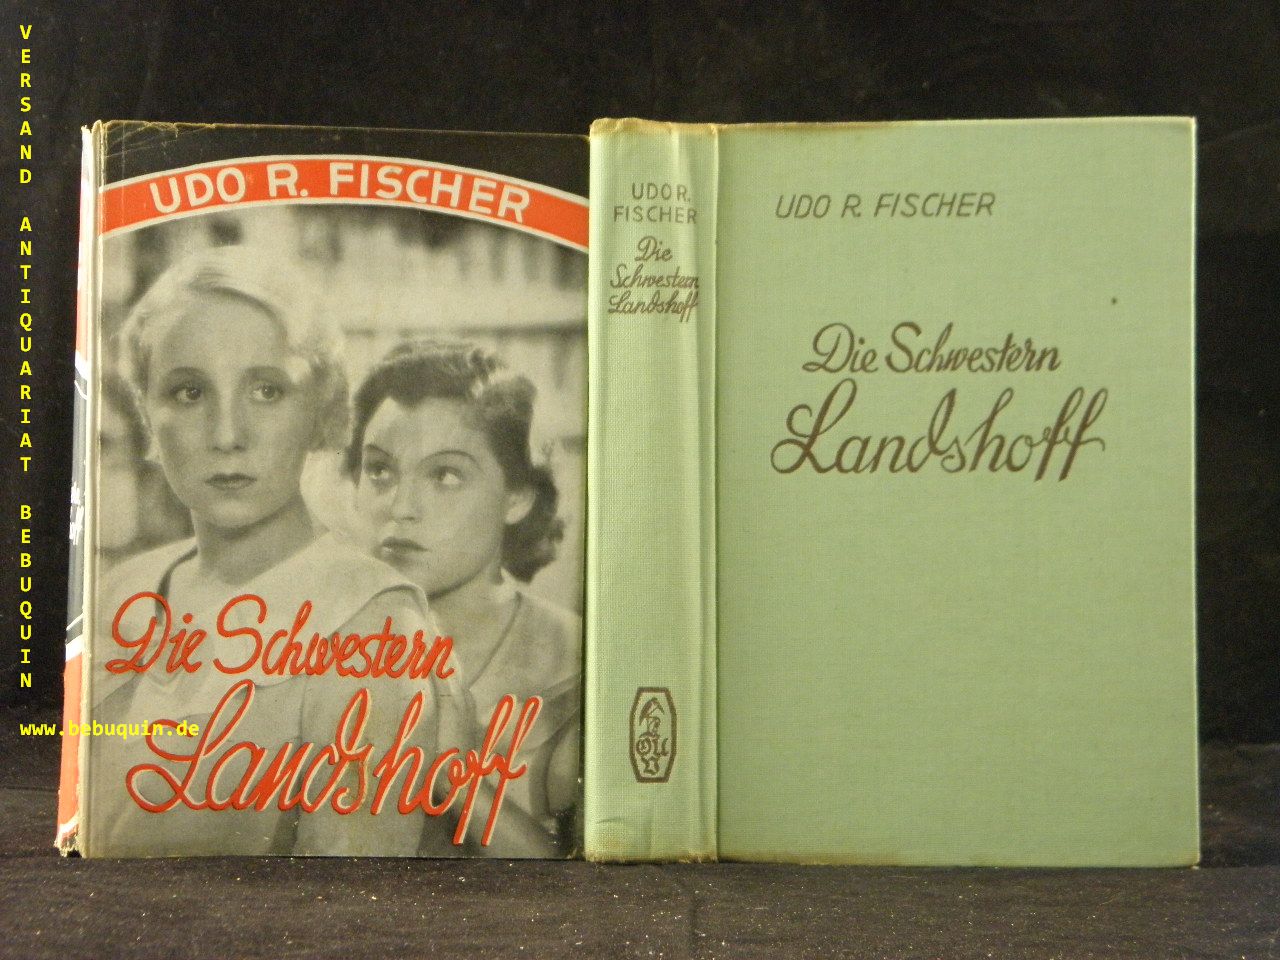 VERSAND ANTIQUARIAT BEBUQUIN
www.bebuquin.de
UDO R. FISCHER
Die Schwestern
Landshoff
UDO R.
FISCHER
Die
Schwestern
Landshoff
UDO R. FISCHER
Die Schwestern
Landshoff